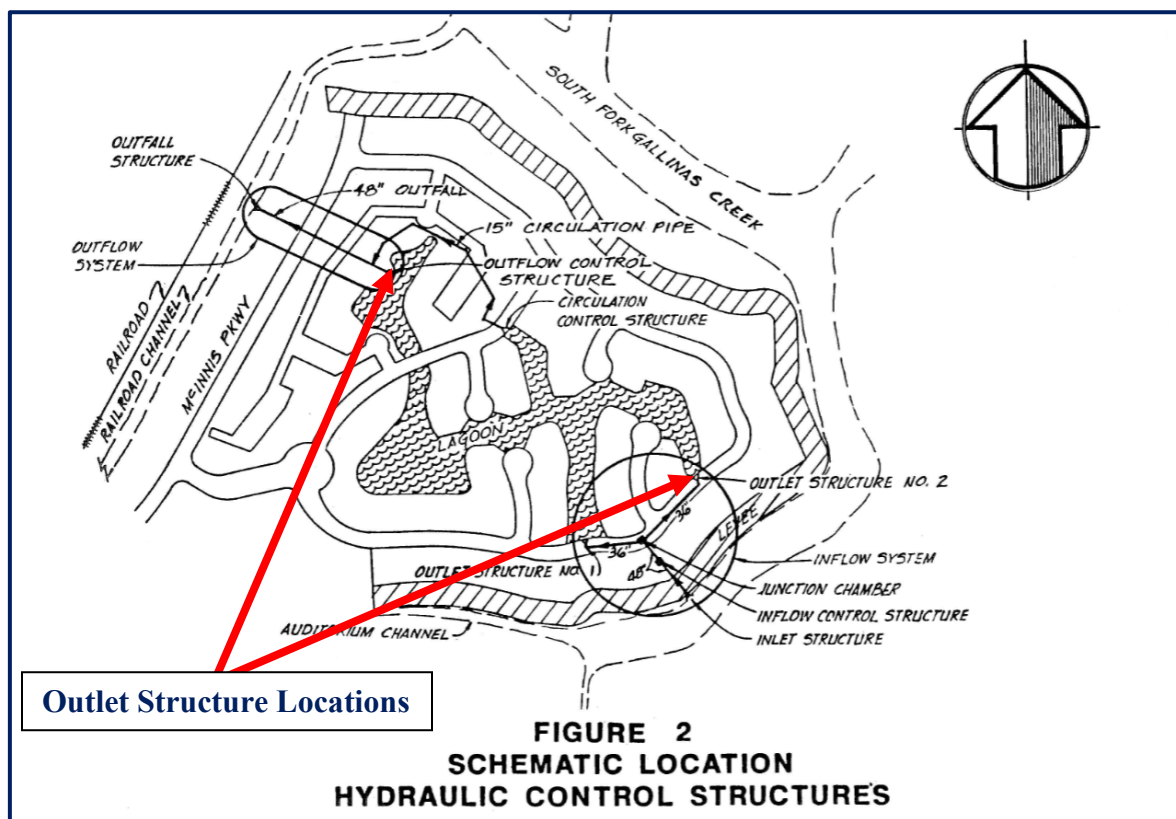 SOUTH FORK GALLINAS CREEK
OUTFALL
STRUCTURE
48" OUTFALL
OUTFLOW
SYSTEM
15" CIRCULATION PIPE
OUTFLOW CONTROL
STRUCTURE
CIRCULATION
CONTROL STRUCTURE
RAILROAD
RAILROAD CHANNEL
McINNIS PKWY
LAGOON
OUTLET STRUCTURE NO. 2
36"
LEVEE
36"
INFLOW SYSTEM
OUTLET STRUCTURE NO. 1
48"
JUNCTION CHAMBER
INFLOW CONTROL STRUCTURE
INLET STRUCTURE
AUDITORIUM CHANNEL
Outlet Structure Locations
FIGURE 2
SCHEMATIC LOCATION
HYDRAULIC CONTROL STRUCTURES